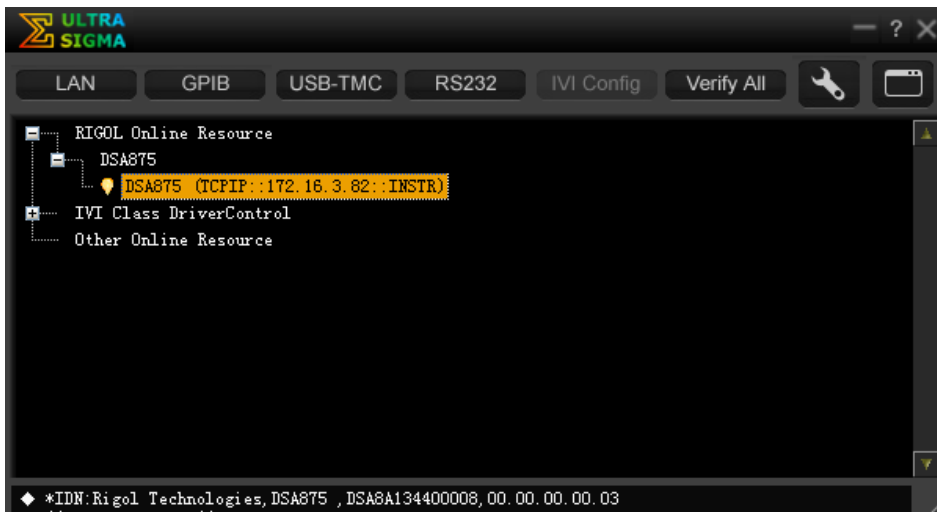 ULTRA
SIGMA
?
LAN GPIB USB-TMC RS232 IVI Config Verify All
RIGOL Online Resource
DSA875
DSA875 (TCPIP::172.16.3.82::INSTR)
IVI Class DriverControl
Other Online Resource
*IDN:Rigol Technologies,DSA875 ,DSA8A134400008,00.00.00.00.03